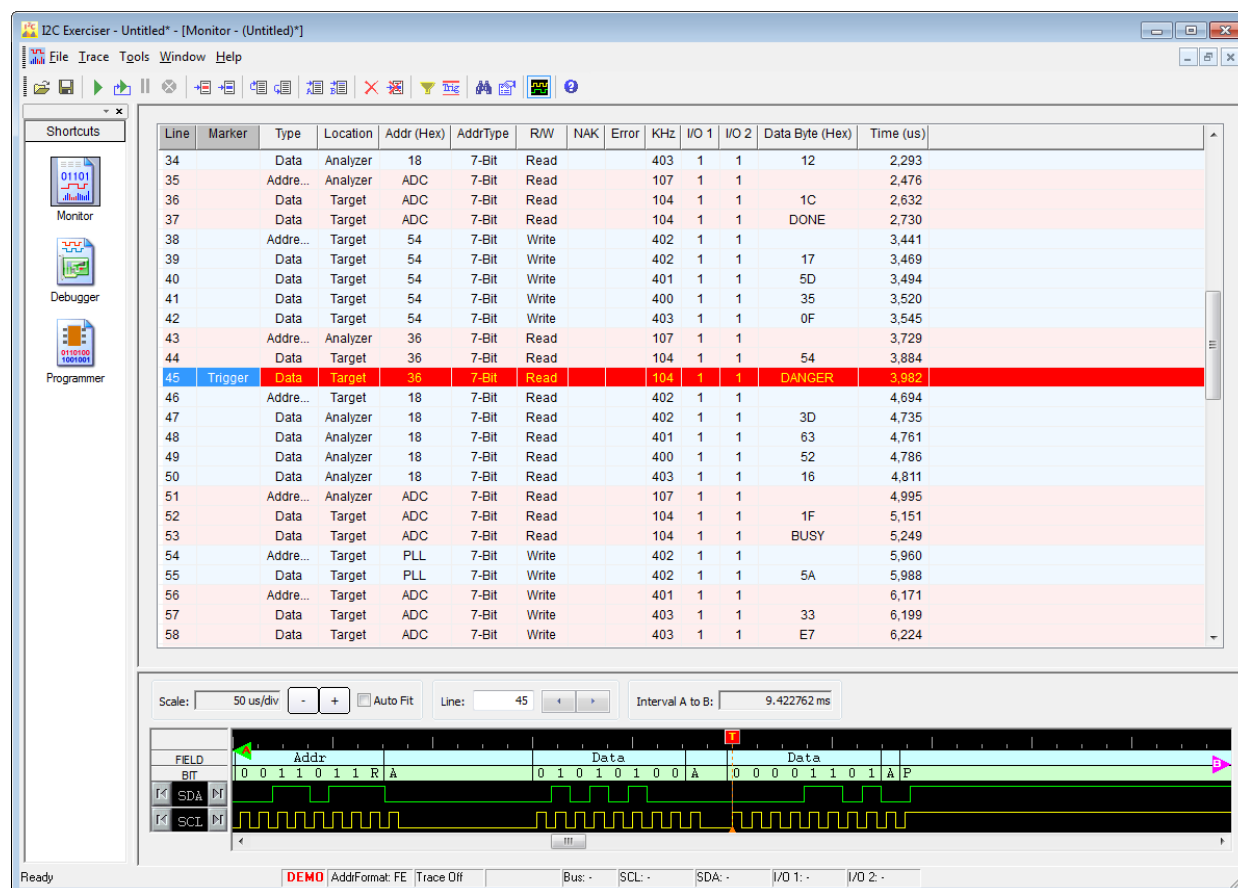 I2C Exerciser - Untitled* - [Monitor - (Untitled)*]
File Trace Tools Window Help
Shortcuts
Monitor
Debugger
Programmer
Line Marker Type Location Addr (Hex) AddrType R/W NAK Error KHz I/O 1 I/O 2 Data Byte (Hex) Time (us)
34 Data Analyzer 18 7-Bit Read 403 1 1 12 2,293
35 Addre... Analyzer ADC 7-Bit Read 107 1 1 2,476
36 Data Target ADC 7-Bit Read 104 1 1 1C 2,632
37 Data Target ADC 7-Bit Read 104 1 1 DONE 2,730
38 Addre... Target 54 7-Bit Write 402 1 1 3,441
39 Data Target 54 7-Bit Write 402 1 1 17 3,469
40 Data Target 54 7-Bit Write 401 1 1 5D 3,494
41 Data Target 54 7-Bit Write 400 1 1 35 3,520
42 Data Target 54 7-Bit Write 403 1 1 0F 3,545
43 Addre... Analyzer 36 7-Bit Read 107 1 1 3,729
44 Data Target 36 7-Bit Read 104 1 1 54 3,884
45 Trigger Data Target 36 7-Bit Read 104 1 1 DANGER 3,982
46 Addre... Target 18 7-Bit Read 402 1 1 4,694
47 Data Analyzer 18 7-Bit Read 402 1 1 3D 4,735
48 Data Analyzer 18 7-Bit Read 401 1 1 63 4,761
49 Data Analyzer 18 7-Bit Read 400 1 1 52 4,786
50 Data Analyzer 18 7-Bit Read 403 1 1 16 4,811
51 Addre... Analyzer ADC 7-Bit Read 107 1 1 4,995
52 Data Target ADC 7-Bit Read 104 1 1 1F 5,151
53 Data Target ADC 7-Bit Read 104 1 1 BUSY 5,249
54 Addre... Target PLL 7-Bit Write 402 1 1 5,960
55 Data Target PLL 7-Bit Write 402 1 1 5A 5,988
56 Addre... Target ADC 7-Bit Write 401 1 1 6,171
57 Data Target ADC 7-Bit Write 403 1 1 33 6,199
58 Data Target ADC 7-Bit Write 403 1 1 E7 6,224
Scale: 50 us/div - + Auto Fit Line: 45 Interval A to B: 9.422762 ms
A T B
FIELD Addr Data Data
BIT 0 0 1 1 0 1 1 R A 0 1 0 1 0 1 0 0 A 0 0 0 0 1 1 0 1 A P
SDA
SCL
Ready DEMO AddrFormat: FE Trace Off Bus: - SCL: - SDA: - I/O 1: - I/O 2: -